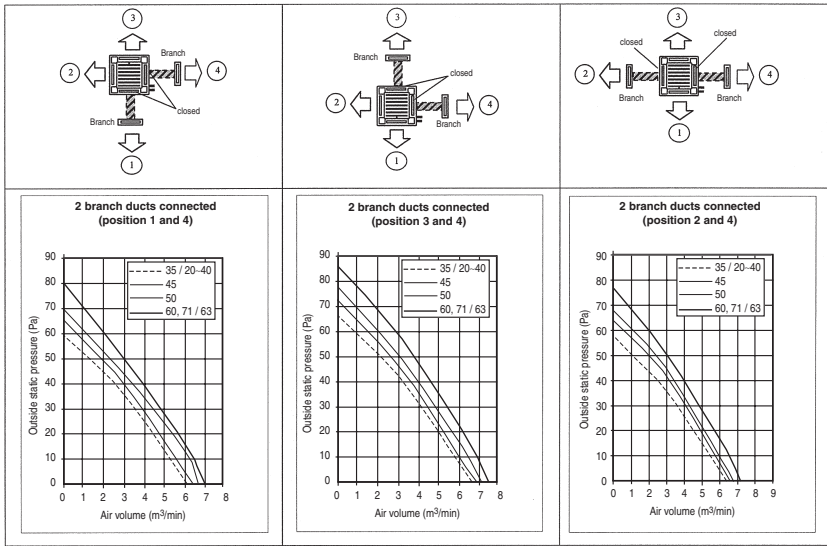 3
2
4
1
Branch
Branch
closed
3
2
4
1
Branch
Branch
closed
3
2
4
1
closed
closed
Branch
Branch
2 branch ducts connected
(position 1 and 4)
Outside static pressure (Pa)
90
80
70
60
50
40
30
20
10
0
35 / 20~40
45
50
60, 71 / 63
0 1 2 3 4 5 6 7 8
Air volume (m³/min)
2 branch ducts connected
(position 3 and 4)
Outside static pressure (Pa)
90
80
70
60
50
40
30
20
10
0
35 / 20~40
45
50
60, 71 / 63
0 1 2 3 4 5 6 7 8
Air volume (m³/min)
2 branch ducts connected
(position 2 and 4)
Outside static pressure (Pa)
90
80
70
60
50
40
30
20
10
0
35 / 20~40
45
50
60, 71 / 63
0 1 2 3 4 5 6 7 8 9
Air volume (m³/min)